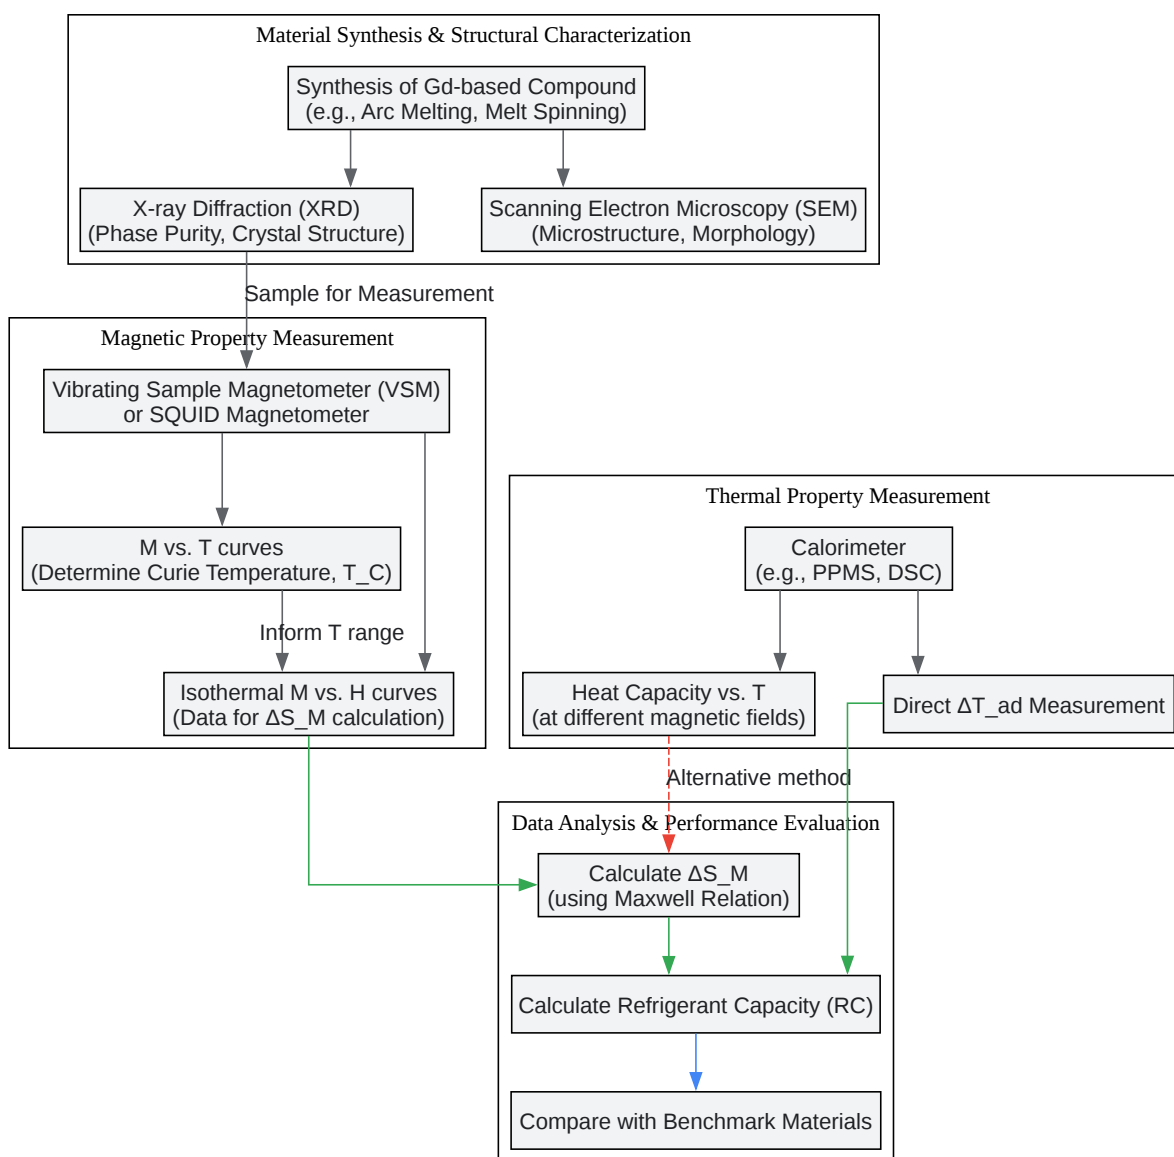 Material Synthesis & Structural Characterization
Synthesis of Gd-based Compound
(e.g., Arc Melting, Melt Spinning)
X-ray Diffraction (XRD)
(Phase Purity, Crystal Structure)
Scanning Electron Microscopy (SEM)
(Microstructure, Morphology)
Sample for Measurement
Magnetic Property Measurement
Vibrating Sample Magnetometer (VSM)
or SQUID Magnetometer
M vs. T curves
(Determine Curie Temperature, T_C)
Inform T range
Isothermal M vs. H curves
(Data for ΔS_M calculation)
Thermal Property Measurement
Calorimeter
(e.g., PPMS, DSC)
Heat Capacity vs. T
(at different magnetic fields)
Direct ΔT_ad Measurement
Alternative method
Data Analysis & Performance Evaluation
Calculate ΔS_M
(using Maxwell Relation)
Calculate Refrigerant Capacity (RC)
Compare with Benchmark Materials